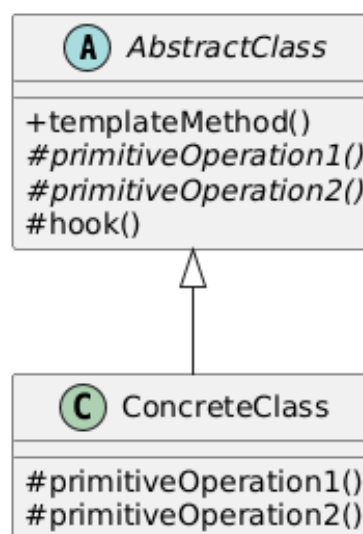 A AbstractClass
+templateMethod()
#primitiveOperation1()
#primitiveOperation2()
#hook()
C ConcreteClass
#primitiveOperation1()
#primitiveOperation2()